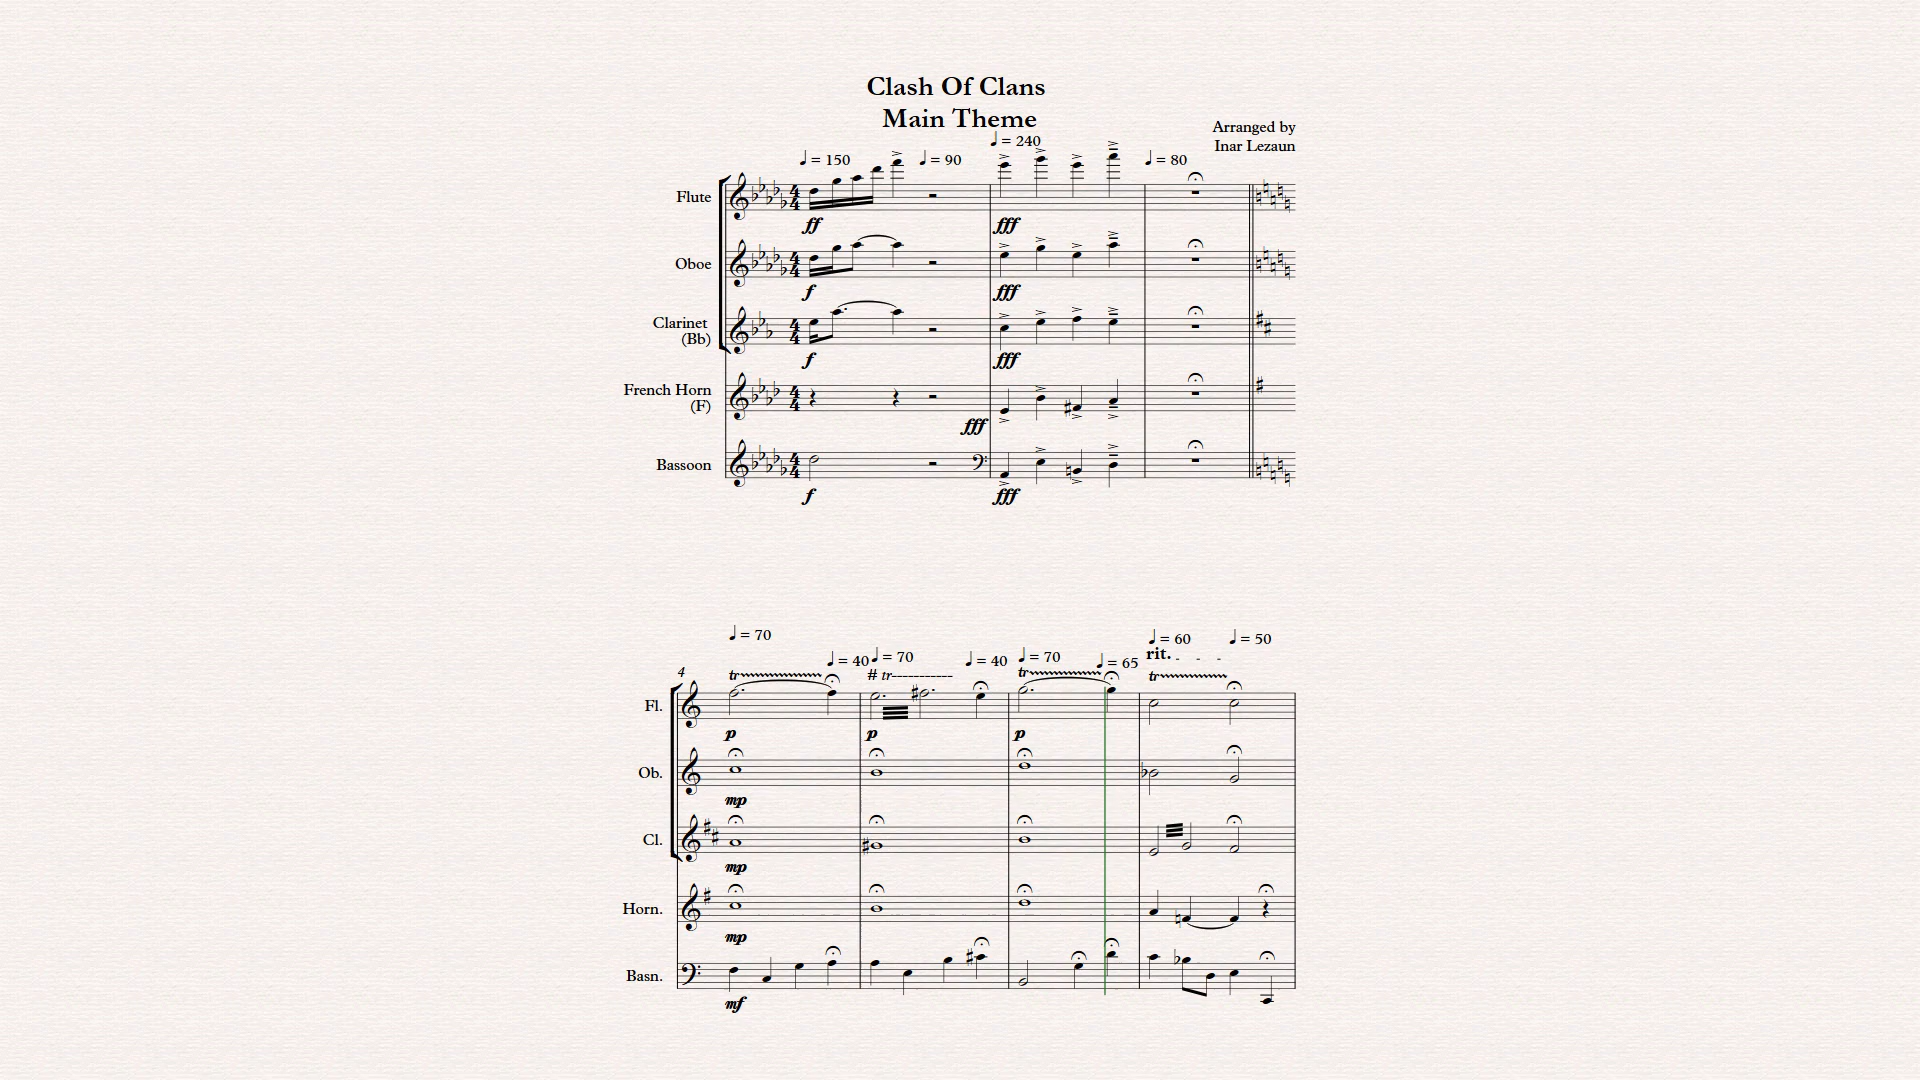 Clash Of Clans
Main Theme
Arranged by
Inar Lezaun
♩ = 150
♩ = 90
♩ = 240
♩ = 80
Flute
ff
fff
Oboe
f
fff
Clarinet
(Bb)
f
fff
French Horn
(F)
fff
Bassoon
f
fff
♩ = 70
♩ = 40
♩ = 70
♩ = 40
♩ = 70
♩ = 65
♩ = 60
♩ = 50
rit.
4
tr
# tr
tr
tr
Fl.
p
p
p
Ob.
mp
Cl.
mp
Horn.
mp
Basn.
mf